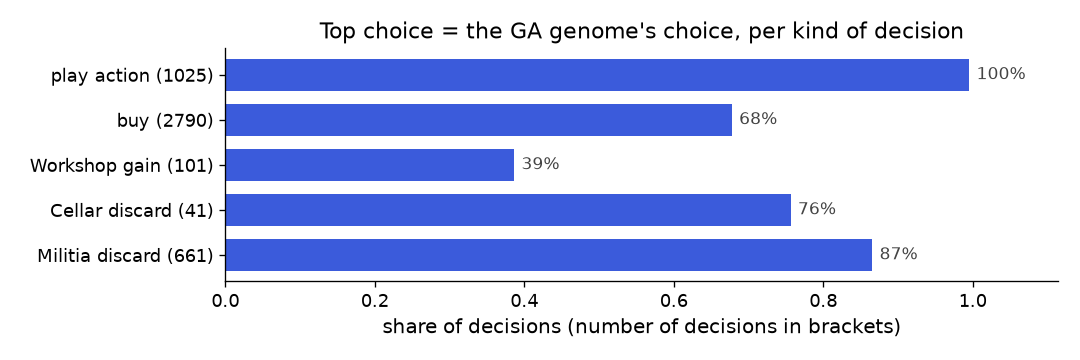 Top choice = the GA genome's choice, per kind of decision
play action (1025)
100%
buy (2790)
68%
Workshop gain (101)
39%
Cellar discard (41)
76%
Militia discard (661)
87%
0.0 0.2 0.4 0.6 0.8 1.0
share of decisions (number of decisions in brackets)